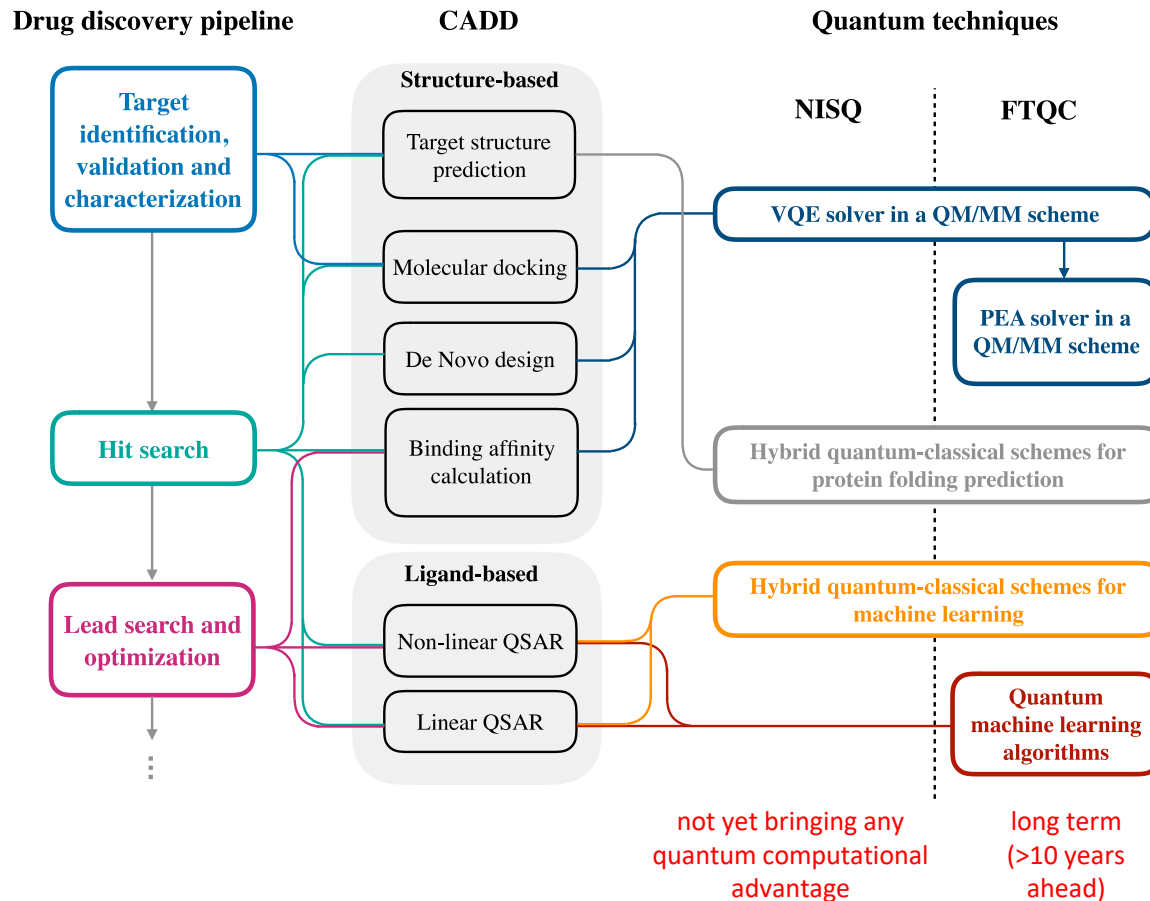 Drug discovery pipeline
CADD
Quantum techniques
Target
identification,
validation and
characterization
Hit search
Lead search and
optimization
...
Structure-based
Target structure
prediction
Molecular docking
De Novo design
Binding affinity
calculation
Ligand-based
Non-linear QSAR
Linear QSAR
NISQ
FTQC
VQE solver in a QM/MM scheme
PEA solver in a
QM/MM scheme
Hybrid quantum-classical schemes for
protein folding prediction
Hybrid quantum-classical schemes for
machine learning
Quantum
machine learning
algorithms
not yet bringing any
quantum computational
advantage
long term
(>10 years
ahead)